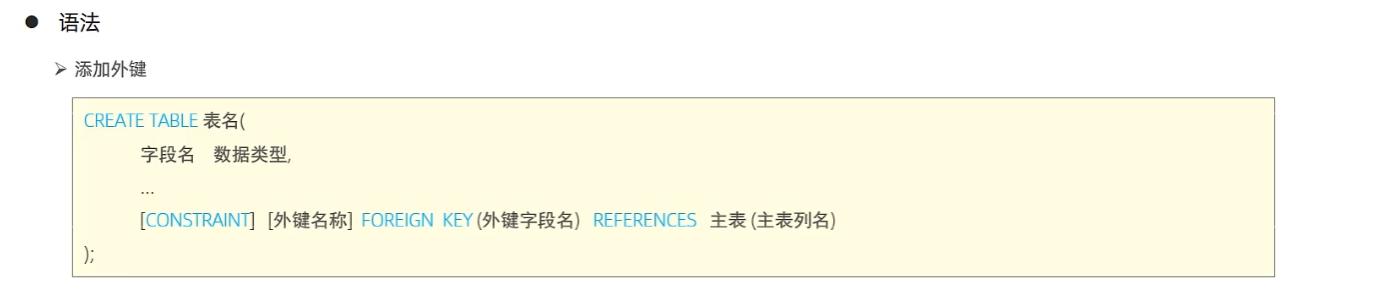 ● 语法
➢ 添加外键
CREATE TABLE 表名(
字段名 数据类型,
...
[CONSTRAINT] [外键名称] FOREIGN KEY (外键字段名) REFERENCES 主表 (主表列名)
);